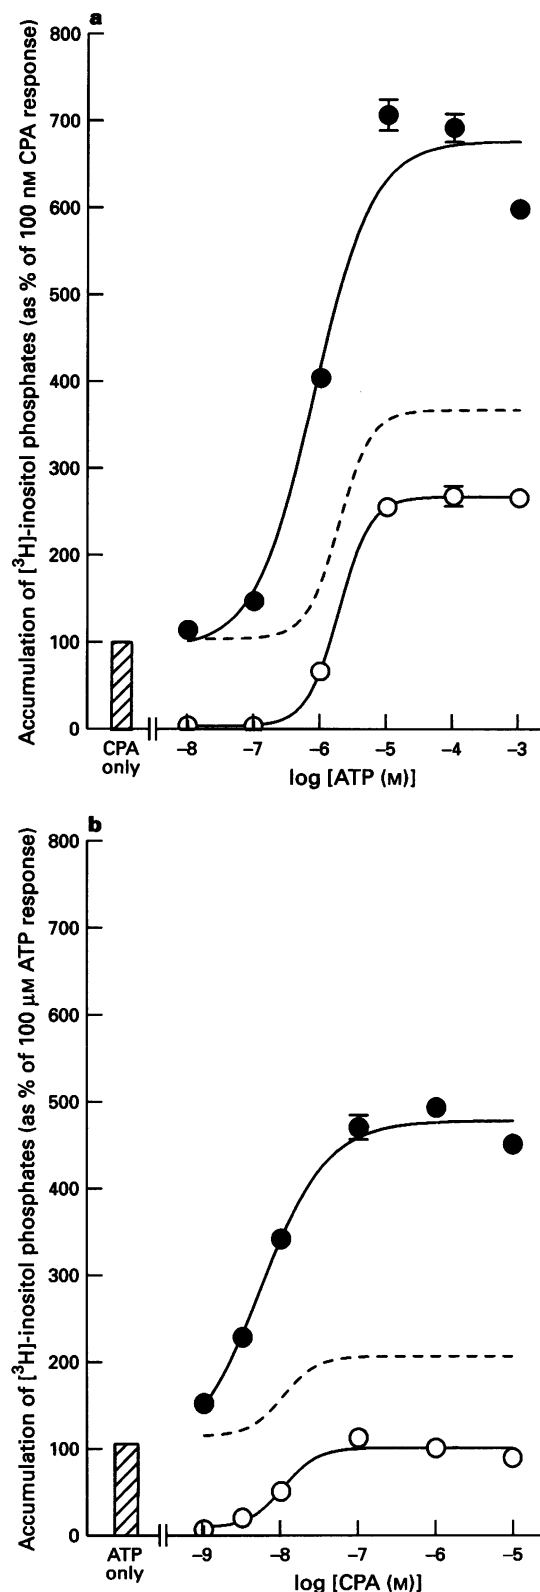 a
Accumulation of [³H]-inositol phosphates (as % of 100 nM CPA response)
800
700
600
500
400
300
200
100
0
CPA only
−8 −7 −6 −5 −4 −3
log [ATP (M)]
b
Accumulation of [³H]-inositol phosphates (as % of 100 μM ATP response)
800
700
600
500
400
300
200
100
0
ATP only
−9 −8 −7 −6 −5
log [CPA (M)]